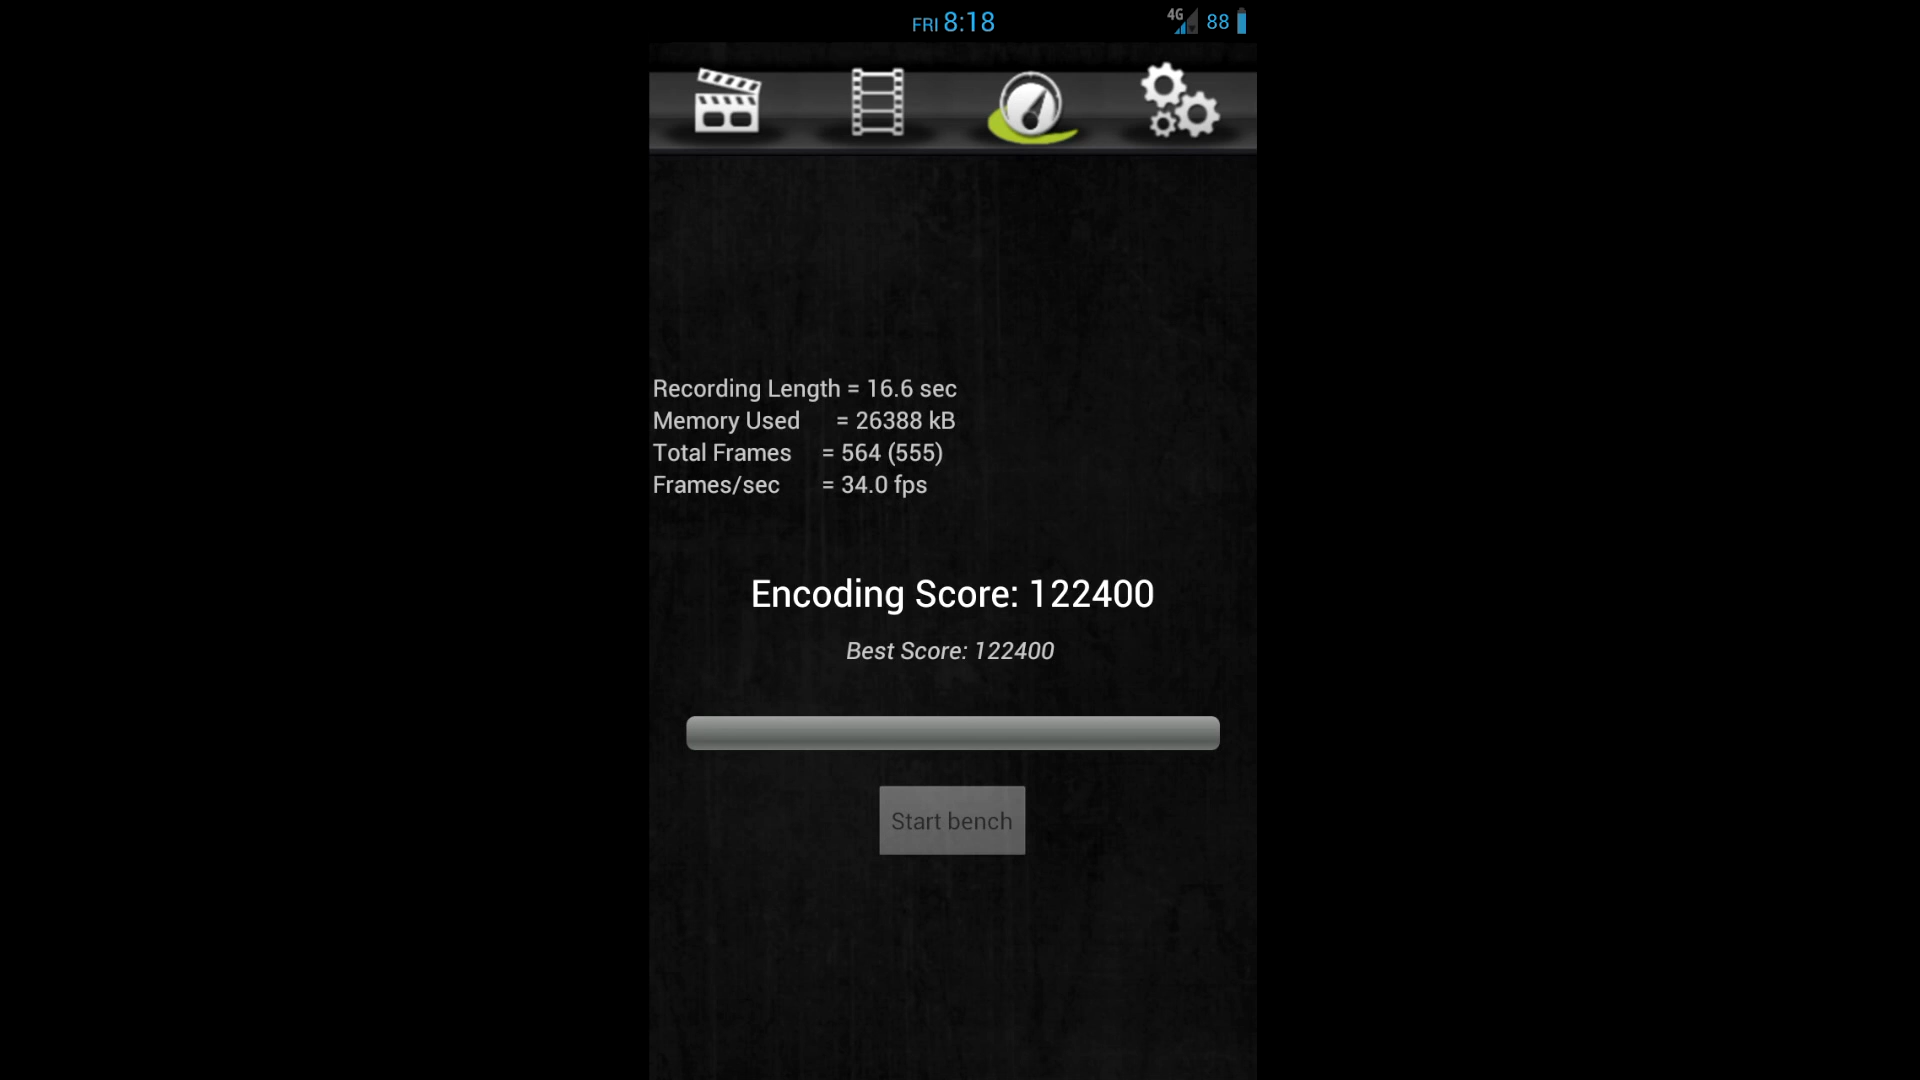 FRI 8:18
4G 88
Recording Length = 16.6 sec
Memory Used = 26388 kB
Total Frames = 564 (555)
Frames/sec = 34.0 fps
Encoding Score: 122400
Best Score: 122400
Start bench